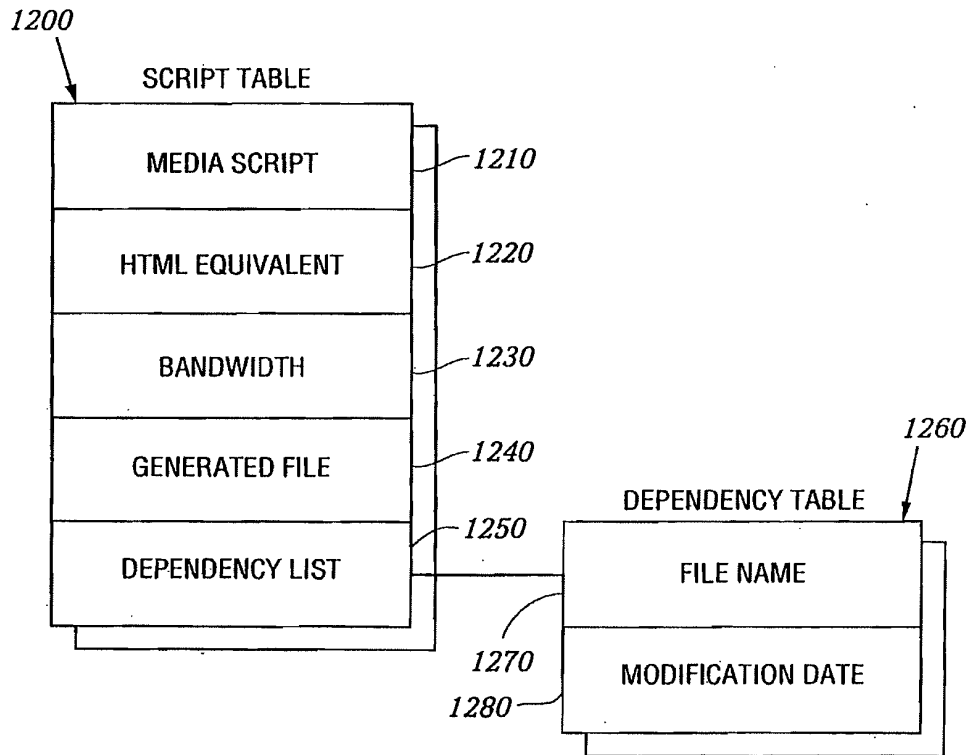 1200
SCRIPT TABLE
MEDIA SCRIPT
1210
HTML EQUIVALENT
1220
BANDWIDTH
1230
GENERATED FILE
1240
DEPENDENCY LIST
1250
1260
DEPENDENCY TABLE
FILE NAME
1270
MODIFICATION DATE
1280